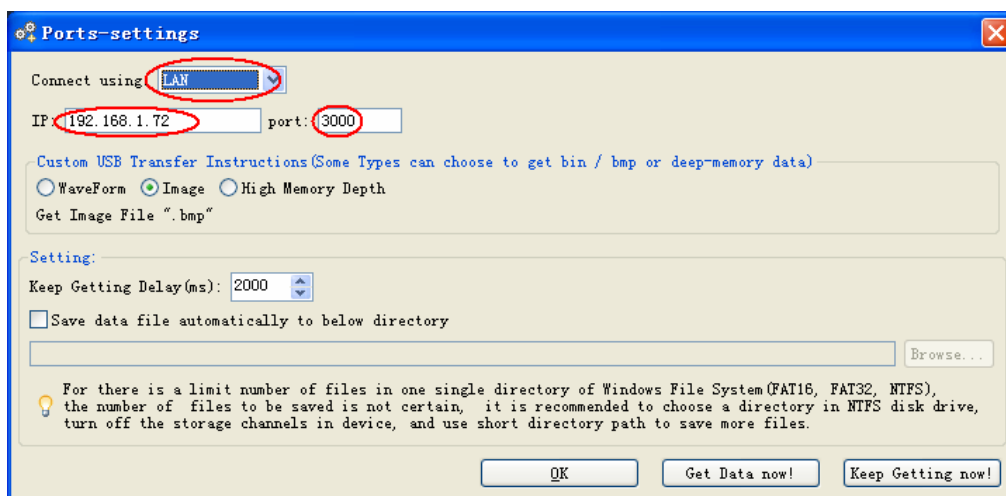 Ports-settings
Connect using: LAN
IP: 192.168.1.72 port: 3000
Custom USB Transfer Instructions(Some Types can choose to get bin / bmp or deep-memory data)
WaveForm Image High Memory Depth
Get Image File ".bmp"
Setting:
Keep Getting Delay(ms): 2000
Save data file automatically to below directory
Browse...
For there is a limit number of files in one single directory of Windows File System(FAT16, FAT32, NTFS),
the number of files to be saved is not certain, it is recommended to choose a directory in NTFS disk drive,
turn off the storage channels in device, and use short directory path to save more files.
OK Get Data now! Keep Getting now!